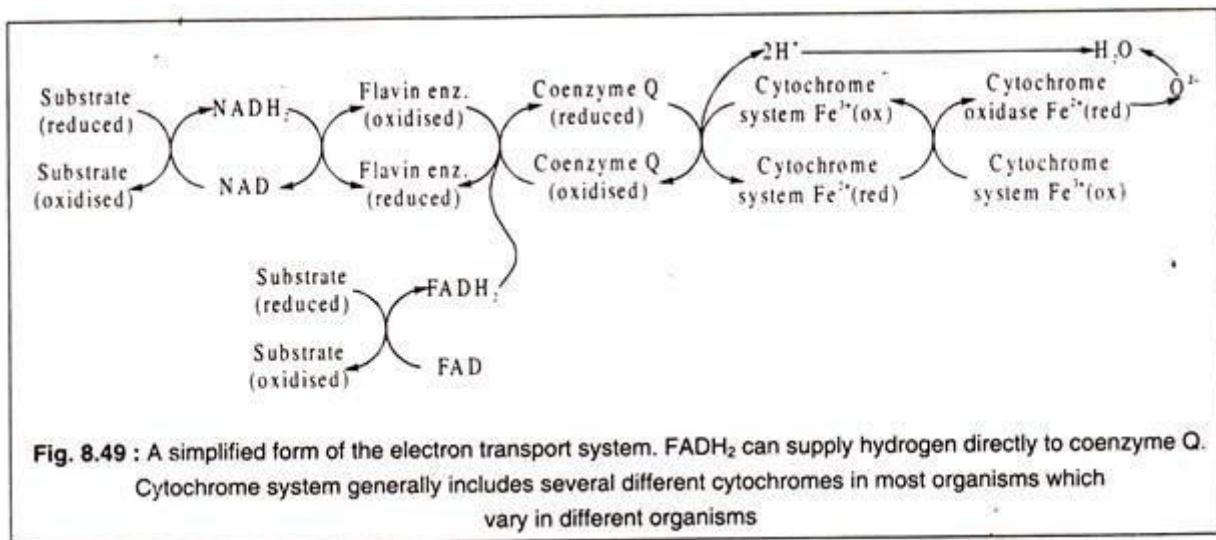 2H⁺
H₂O
O²⁻
Substrate
(reduced)
NADH₂
Flavin enz.
(oxidised)
Coenzyme Q
(reduced)
Cytochrome
system Fe³⁺(ox)
Cytochrome
oxidase Fe²⁺(red)
Substrate
(oxidised)
NAD
Flavin enz.
(reduced)
Coenzyme Q
(oxidised)
Cytochrome
system Fe²⁺(red)
Cytochrome
system Fe³⁺(ox)
Substrate
(reduced)
FADH₂
Substrate
(oxidised)
FAD
Fig. 8.49 : A simplified form of the electron transport system. FADH₂ can supply hydrogen directly to coenzyme Q.
Cytochrome system generally includes several different cytochromes in most organisms which
vary in different organisms